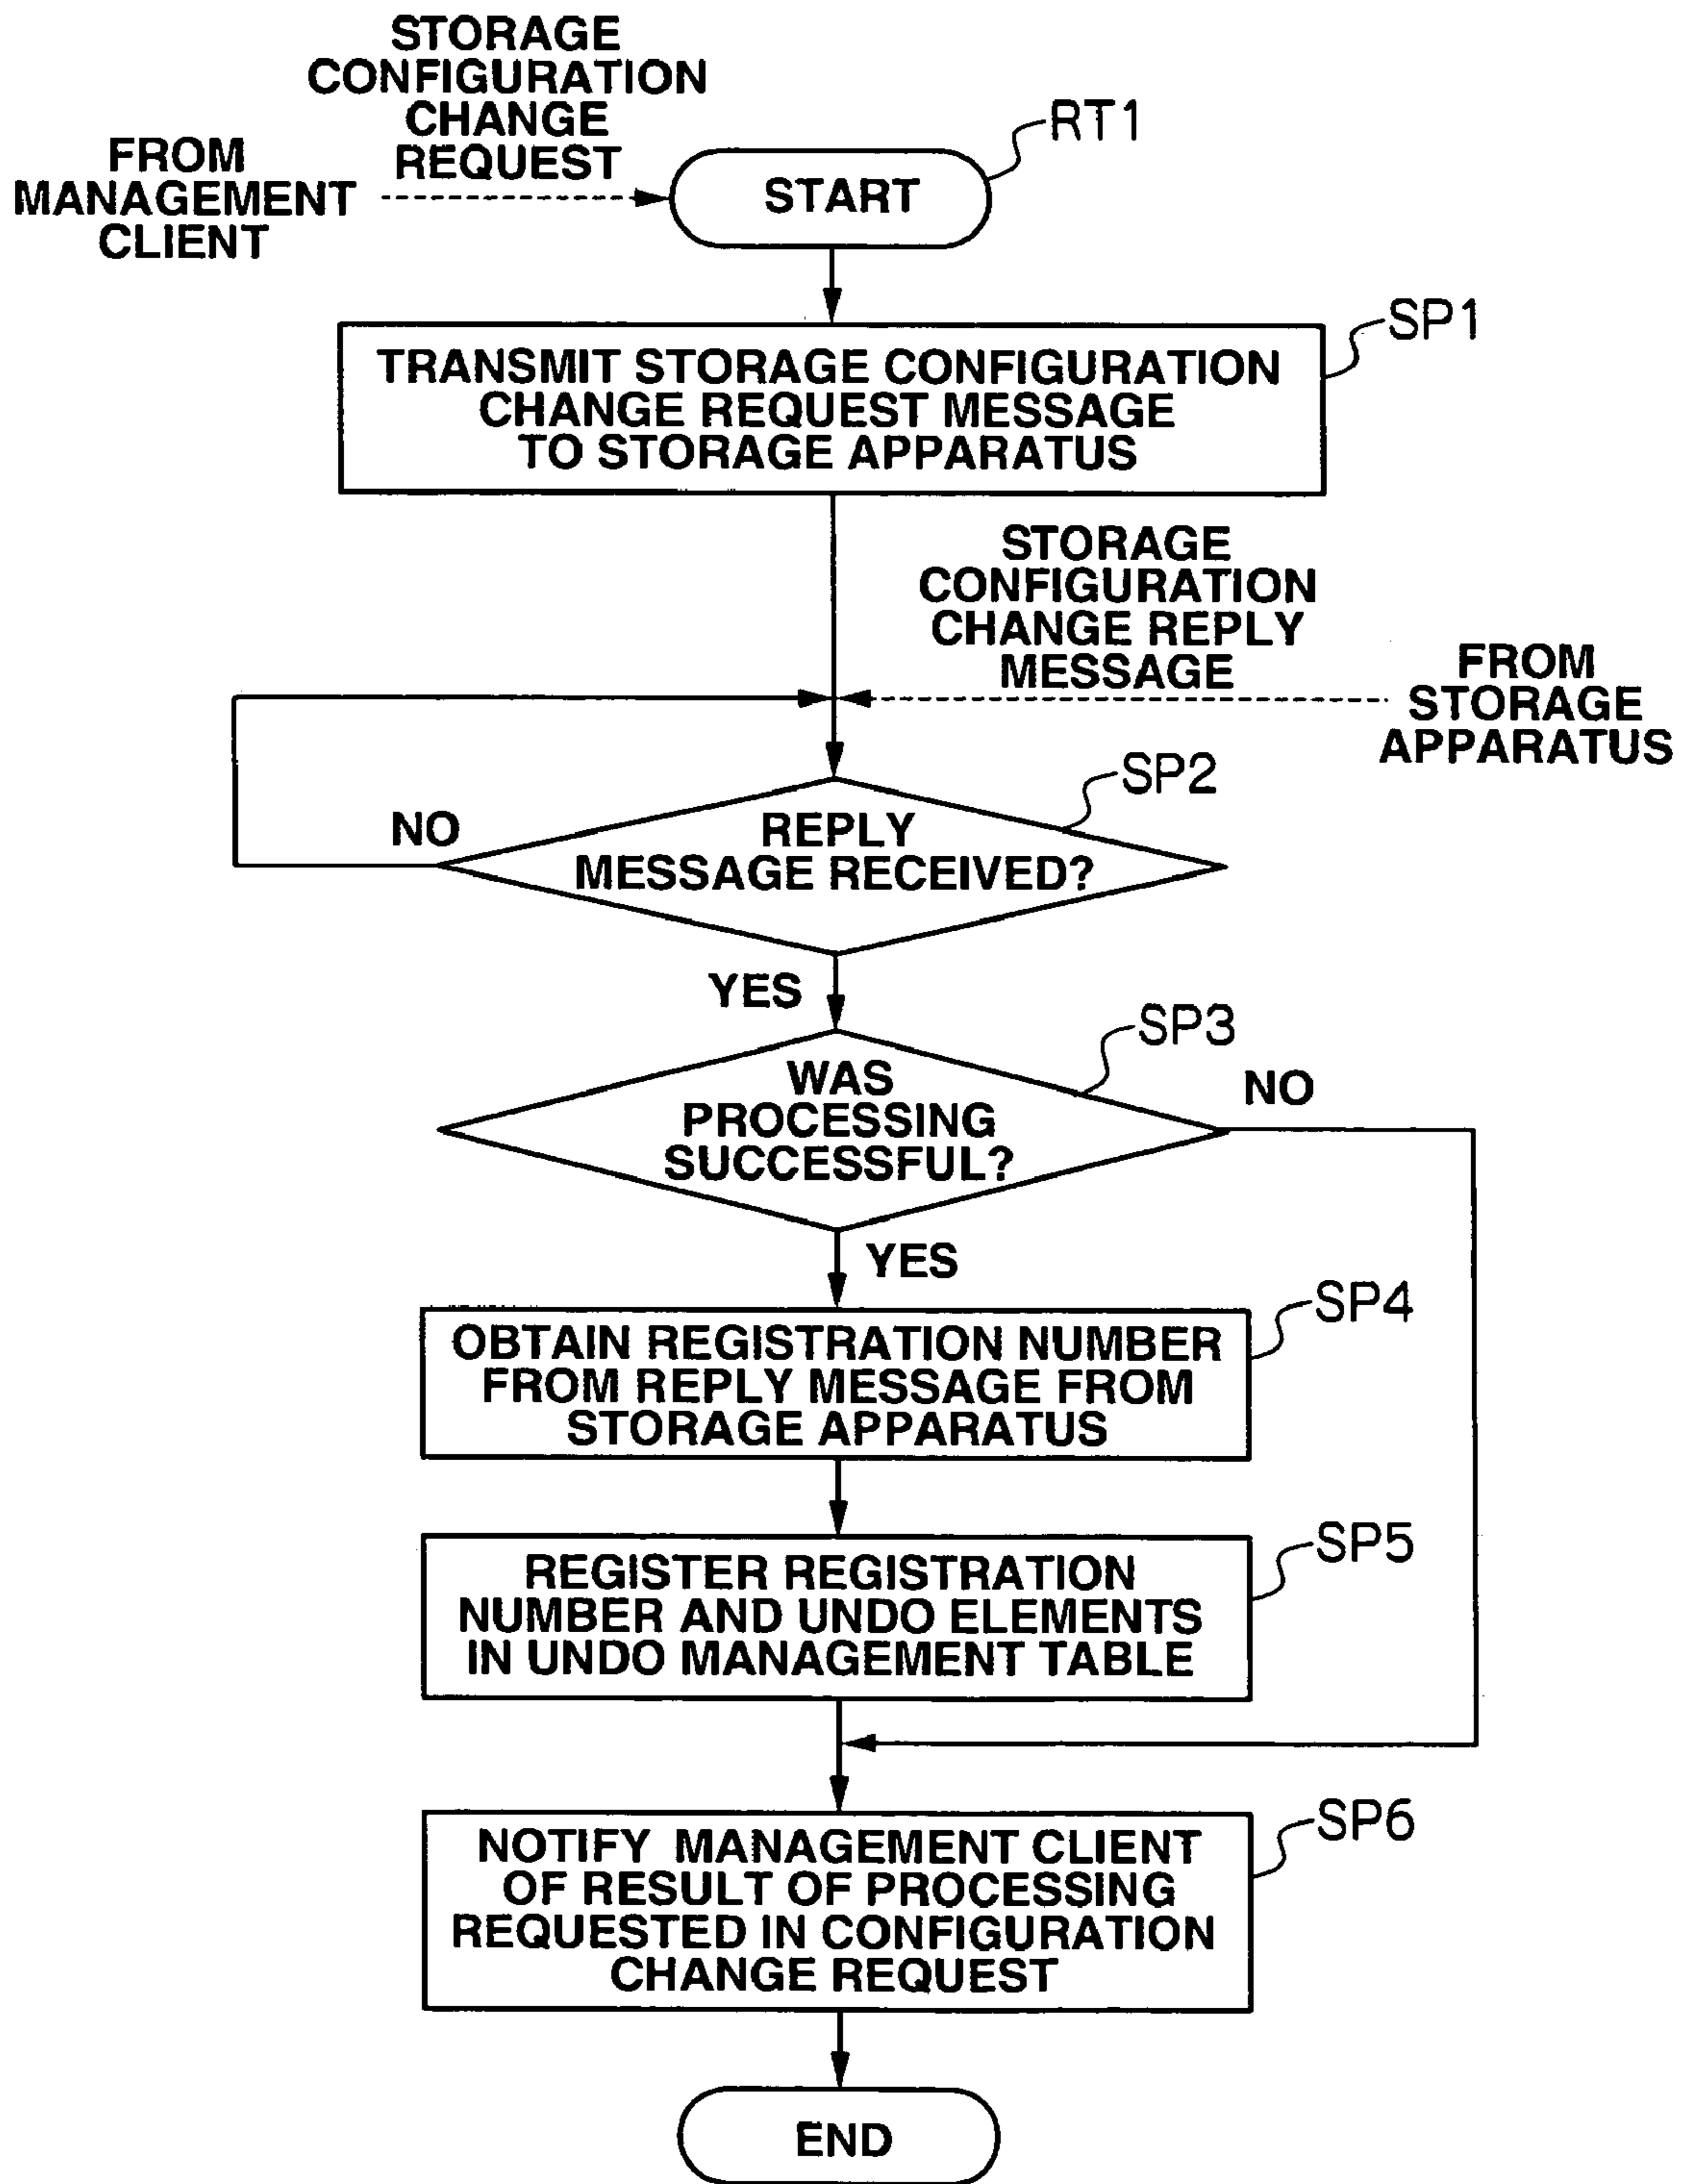 STORAGE
CONFIGURATION
CHANGE
REQUEST
FROM
MANAGEMENT
CLIENT
RT1
START
SP1
TRANSMIT STORAGE CONFIGURATION
CHANGE REQUEST MESSAGE
TO STORAGE APPARATUS
STORAGE
CONFIGURATION
CHANGE REPLY
MESSAGE
FROM
STORAGE
APPARATUS
SP2
NO
REPLY
MESSAGE RECEIVED?
YES
SP3
WAS
PROCESSING
SUCCESSFUL?
NO
YES
SP4
OBTAIN REGISTRATION NUMBER
FROM REPLY MESSAGE FROM
STORAGE APPARATUS
SP5
REGISTER REGISTRATION
NUMBER AND UNDO ELEMENTS
IN UNDO MANAGEMENT TABLE
SP6
NOTIFY MANAGEMENT CLIENT
OF RESULT OF PROCESSING
REQUESTED IN CONFIGURATION
CHANGE REQUEST
END